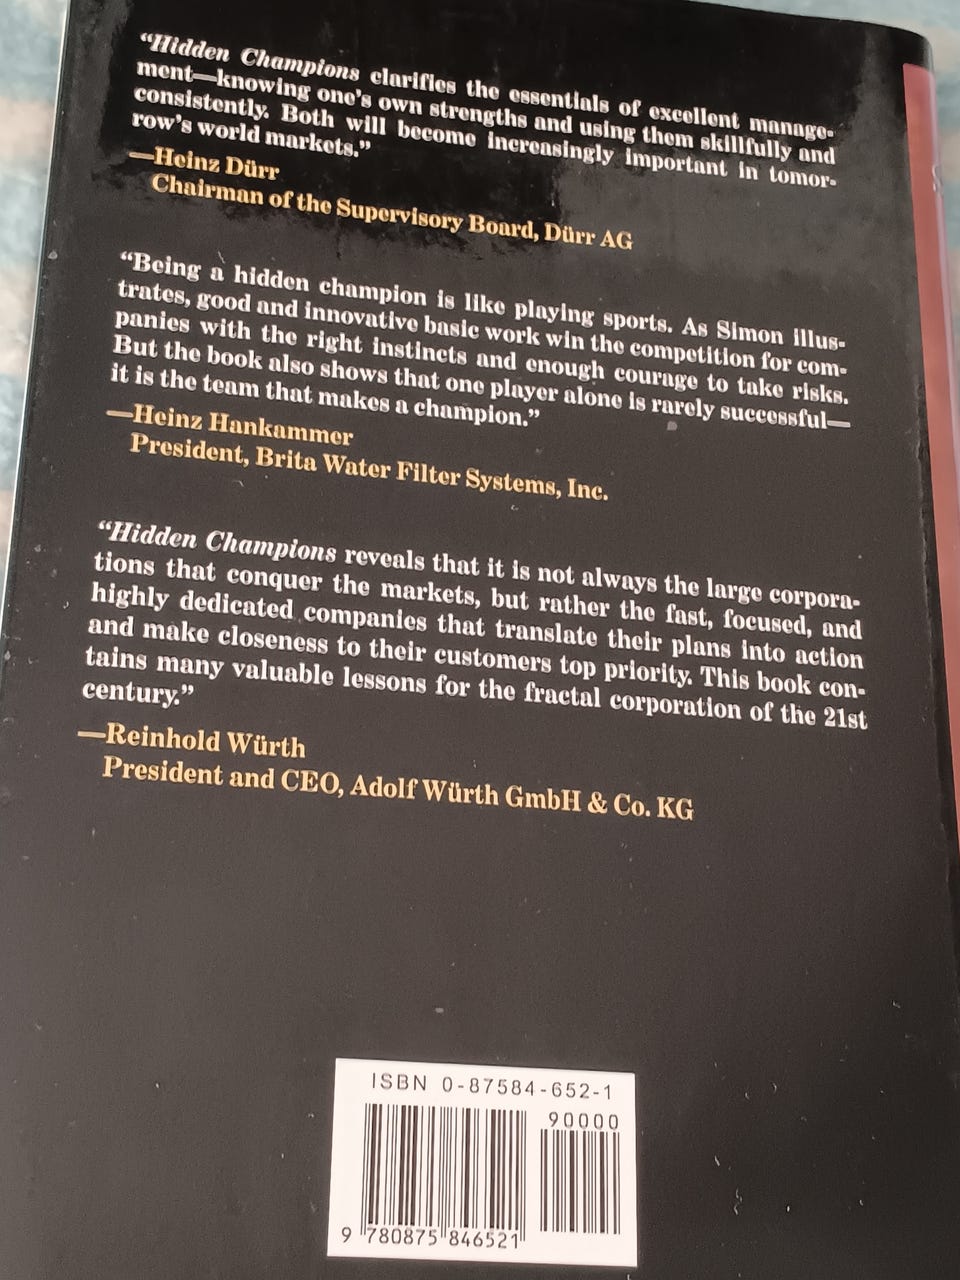 “Hidden Champions clarifies the essentials of excellent manage-
ment—knowing one's own strengths and using them skillfully and
consistently. Both will become increasingly important in tomor-
row's world markets.”
—Heinz Dürr
Chairman of the Supervisory Board, Dürr AG
“Being a hidden champion is like playing sports. As Simon illus-
trates, good and innovative basic work win the competition for com-
panies with the right instincts and enough courage to take risks.
But the book also shows that one player alone is rarely successful—
it is the team that makes a champion.”
—Heinz Hankammer
President, Brita Water Filter Systems, Inc.
“Hidden Champions reveals that it is not always the large corpora-
tions that conquer the markets, but rather the fast, focused, and
highly dedicated companies that translate their plans into action
and make closeness to their customers top priority. This book con-
tains many valuable lessons for the fractal corporation of the 21st
century.”
—Reinhold Würth
President and CEO, Adolf Würth GmbH & Co. KG
ISBN 0-87584-652-1
90000
9 780875 846521